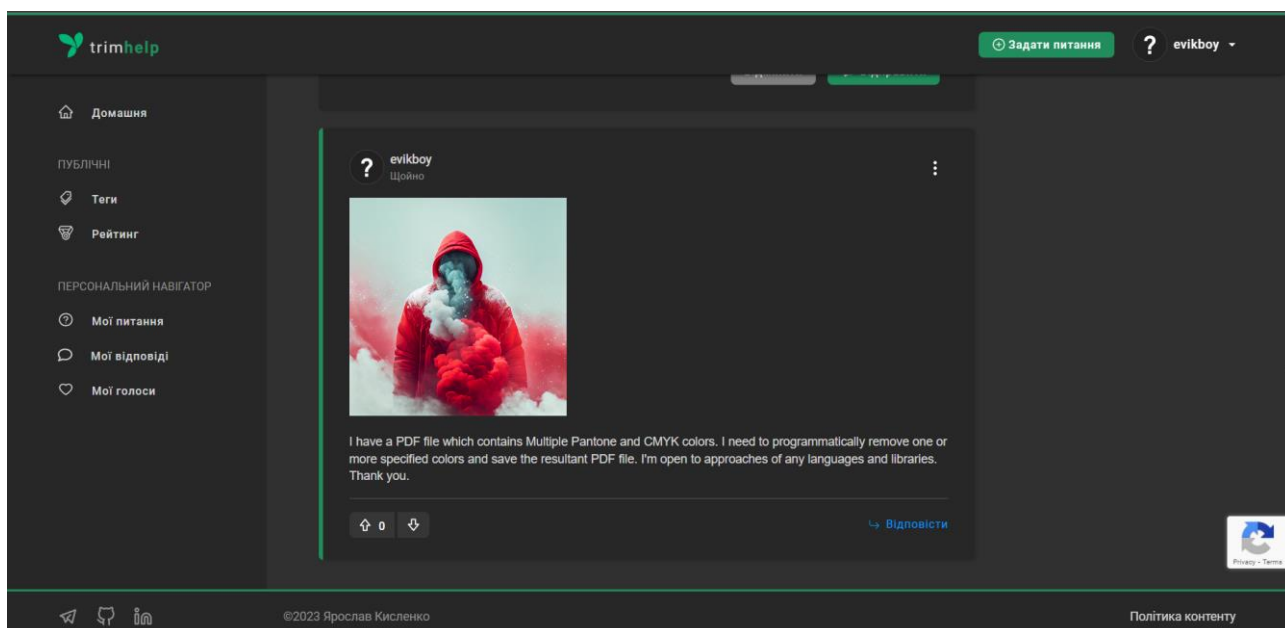 trimhelp
Задати питання
? evikboy
Домашня
ПУБЛІЧНІ
Теги
Рейтинг
ПЕРСОНАЛЬНИЙ НАВІГАТОР
Мої питання
Мої відповіді
Мої голоси
? evikboy
Щойно
I have a PDF file which contains Multiple Pantone and CMYK colors. I need to programmatically remove one or
more specified colors and save the resultant PDF file. I'm open to approaches of any languages and libraries.
Thank you.
0
Відповісти
Privacy - Terms
in
©2023 Ярослав Кисленко
Політика контенту